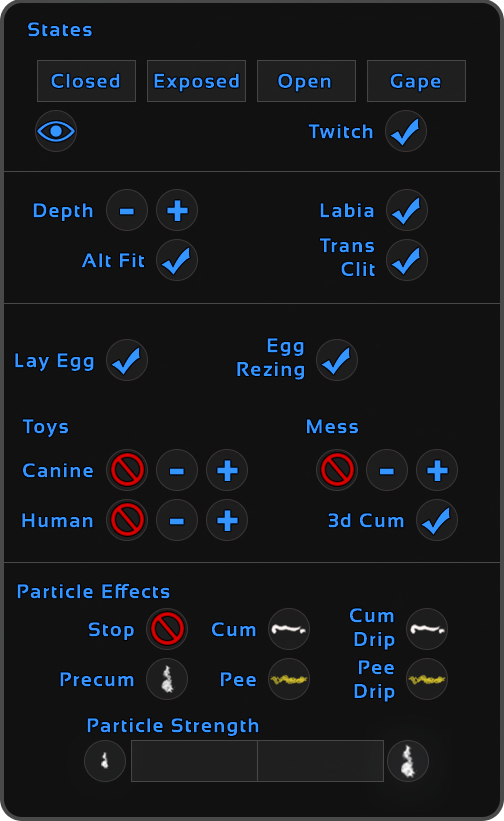 States
Closed Exposed Open Gape
Twitch
Depth - + Labia
Alt Fit Trans
Clit
Lay Egg Egg
Rezing
Toys Mess
Canine - + - +
Human - + 3d Cum
Particle Effects
Stop Cum Cum
Drip
Precum Pee Pee
Drip
Particle Strength